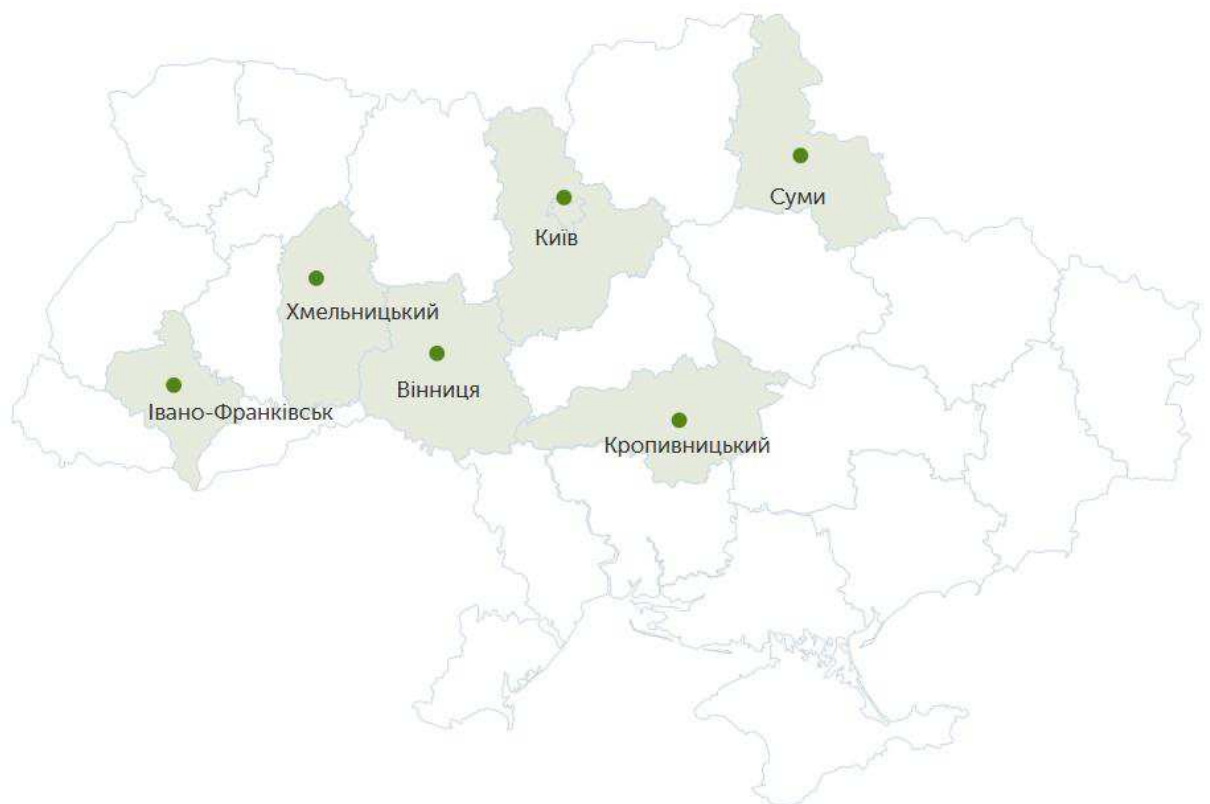 Суми
Київ
Хмельницький
Вінниця
Івано-Франківськ
Кропивницький